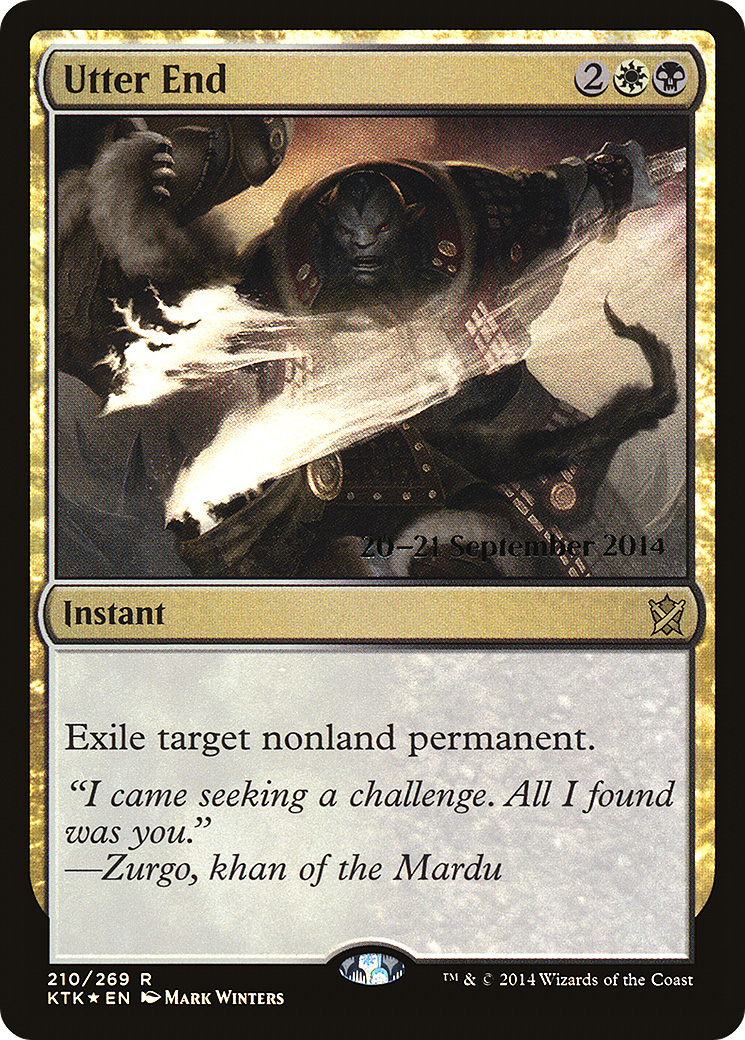 Utter End 2
20–21 September 2014
Instant
Exile target nonland permanent.
“I came seeking a challenge. All I found
was you.”
—Zurgo, khan of the Mardu
210/269 R
KTK★EN Mark Winters
™ & © 2014 Wizards of the Coast